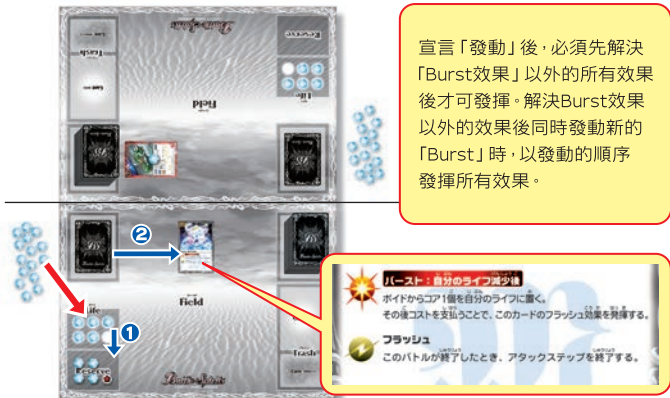 Reserve
Life
Trash
Field
宣言「發動」後,必須先解決
「Burst效果」以外的所有效果
後才可發揮。解決Burst效果
以外的效果後同時發動新的
「Burst」時,以發動的順序
發揮所有效果。
❷
Life
❶
Field
Reserve
Trash
Battle Spirits
バースト:自分のライフ減少後
ボイドからコア1個を自分のライフに置く。
その後コストを支払うことで、このカードのフラッシュ効果を発揮する。
フラッシュ
このバトルが終了したとき、アタックステップを終了する。